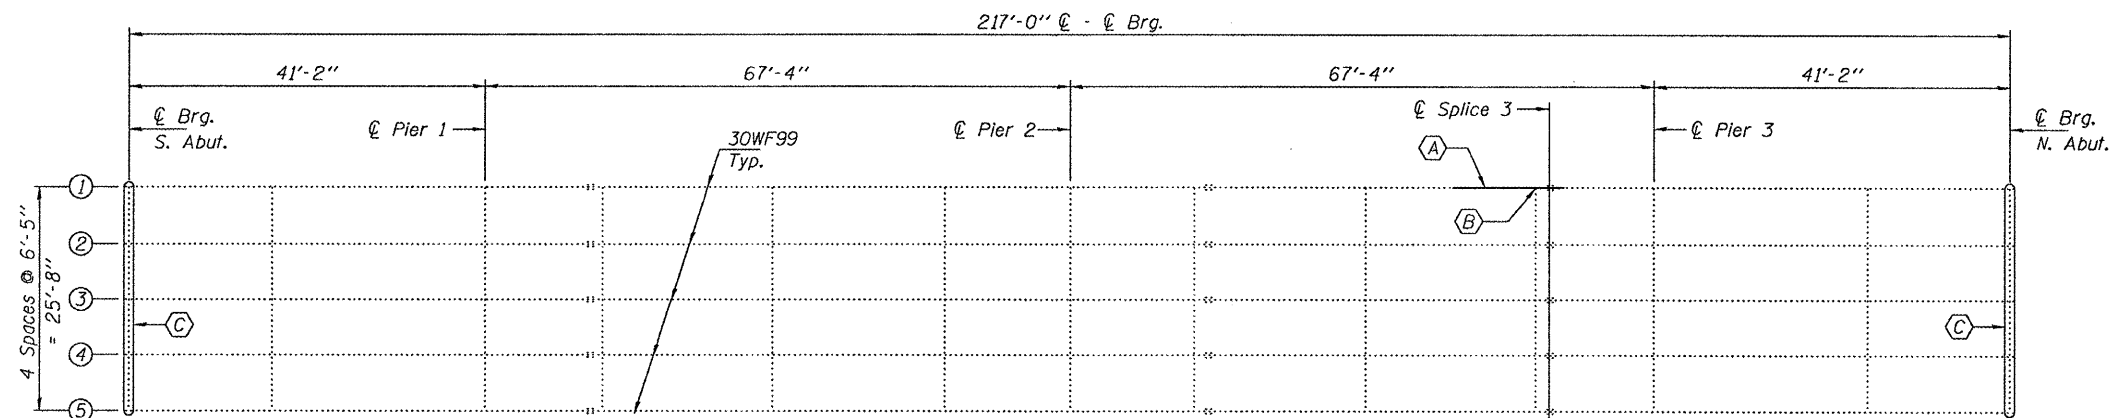 217'-0" ℄ - ℄ Brg.
41'-2"
67'-4"
67'-4"
41'-2"
℄ Brg.
S. Abut.
℄ Pier 1
℄ Pier 2
℄ Splice 3
℄ Pier 3
℄ Brg.
N. Abut.
30WF99
Typ.
A
B
C
C
4 Spaces @ 6'-5"
= 25'-8"
1
2
3
4
5